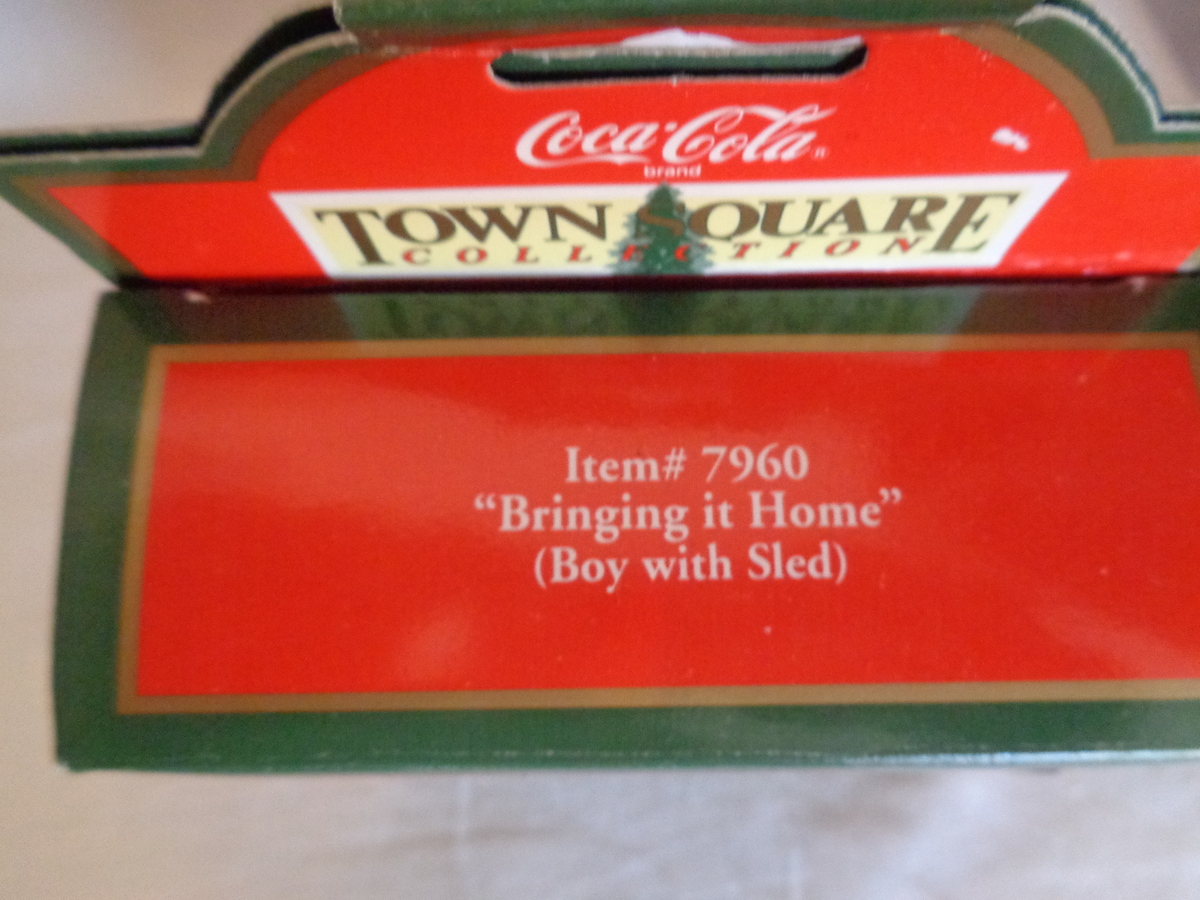 Coca-Cola
brand
TOWN SQUARE
COLLECTION
Item# 7960
“Bringing it Home”
(Boy with Sled)